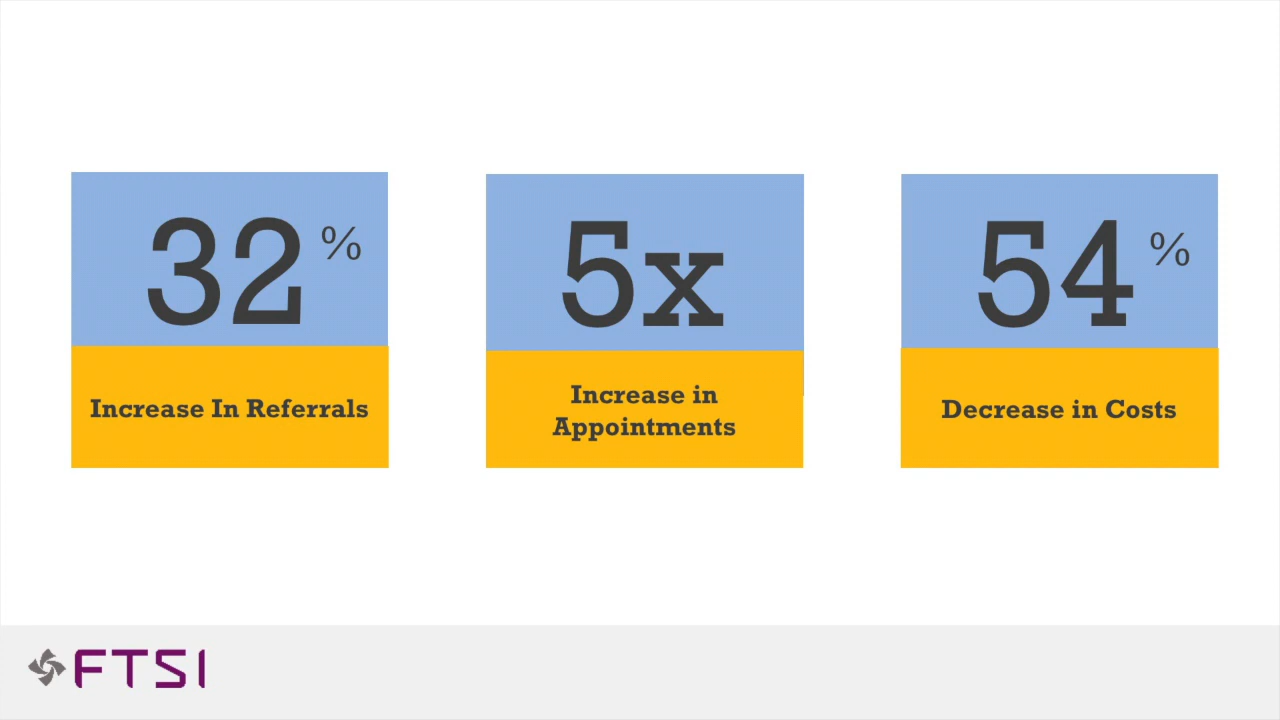 32 %
Increase In Referrals
5x
Increase in
Appointments
54 %
Decrease in Costs
FTSI